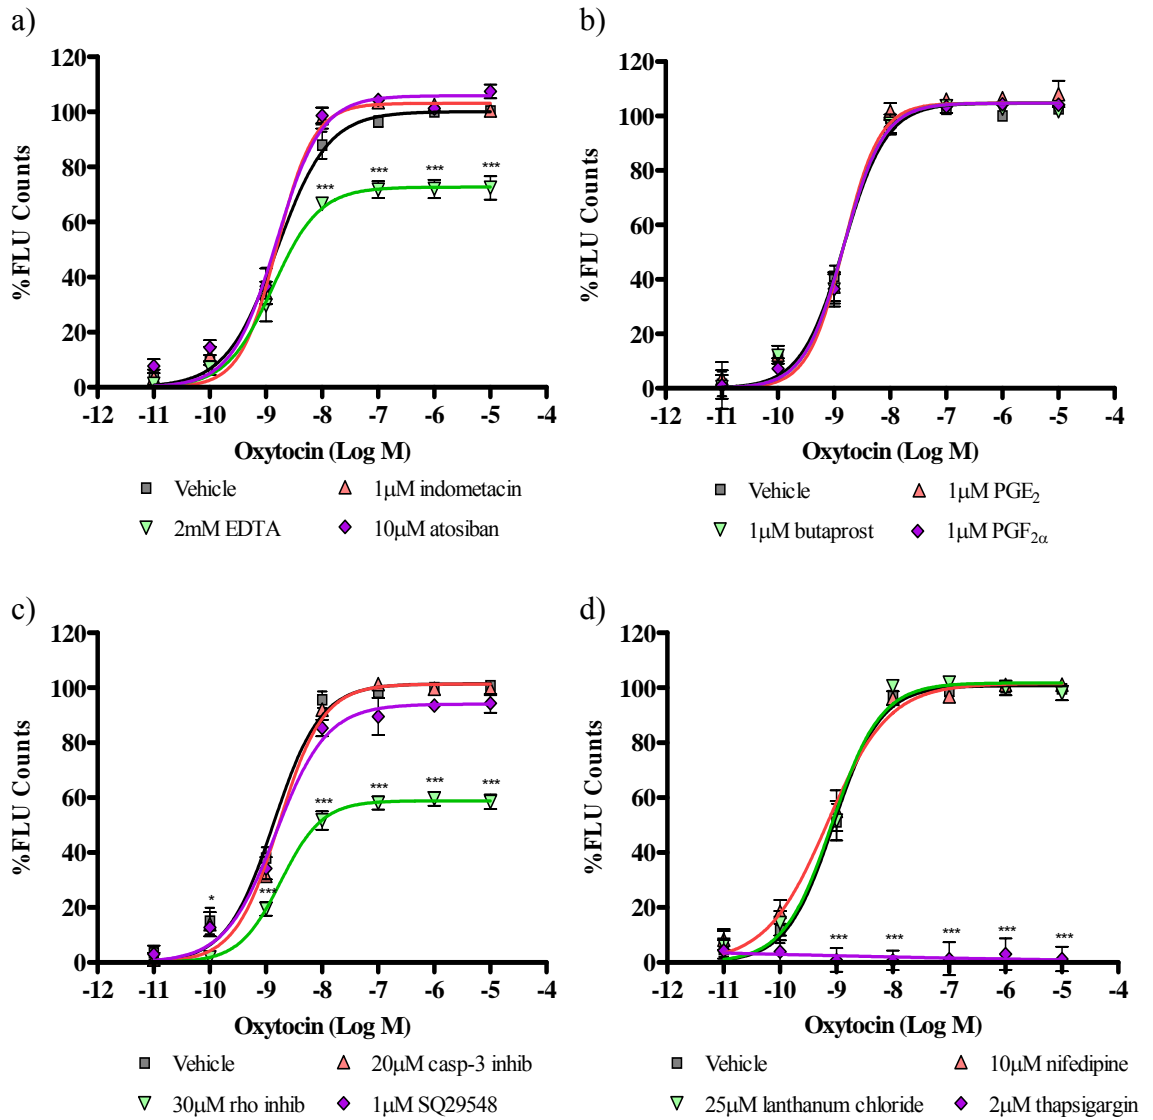 a)
120
100
80
60
40
20
0
%FLU Counts
***
***
***
***
-12 -11 -10 -9 -8 -7 -6 -5 -4
Oxytocin (Log M)
Vehicle 1µM indometacin
2mM EDTA 10µM atosiban
b)
120
100
80
60
40
20
0
%FLU Counts
-12 -11 -10 -9 -8 -7 -6 -5 -4
Oxytocin (Log M)
Vehicle 1µM PGE2
1µM butaprost 1µM PGF2α
c)
120
100
80
60
40
20
0
%FLU Counts
*
***
***
***
***
***
-12 -11 -10 -9 -8 -7 -6 -5 -4
Oxytocin (Log M)
Vehicle 20µM casp-3 inhib
30µM rho inhib 1µM SQ29548
d)
120
100
80
60
40
20
0
%FLU Counts
***
***
***
***
***
-12 -11 -10 -9 -8 -7 -6 -5 -4
Oxytocin (Log M)
Vehicle 10µM nifedipine
25µM lanthanum chloride 2µM thapsigargin